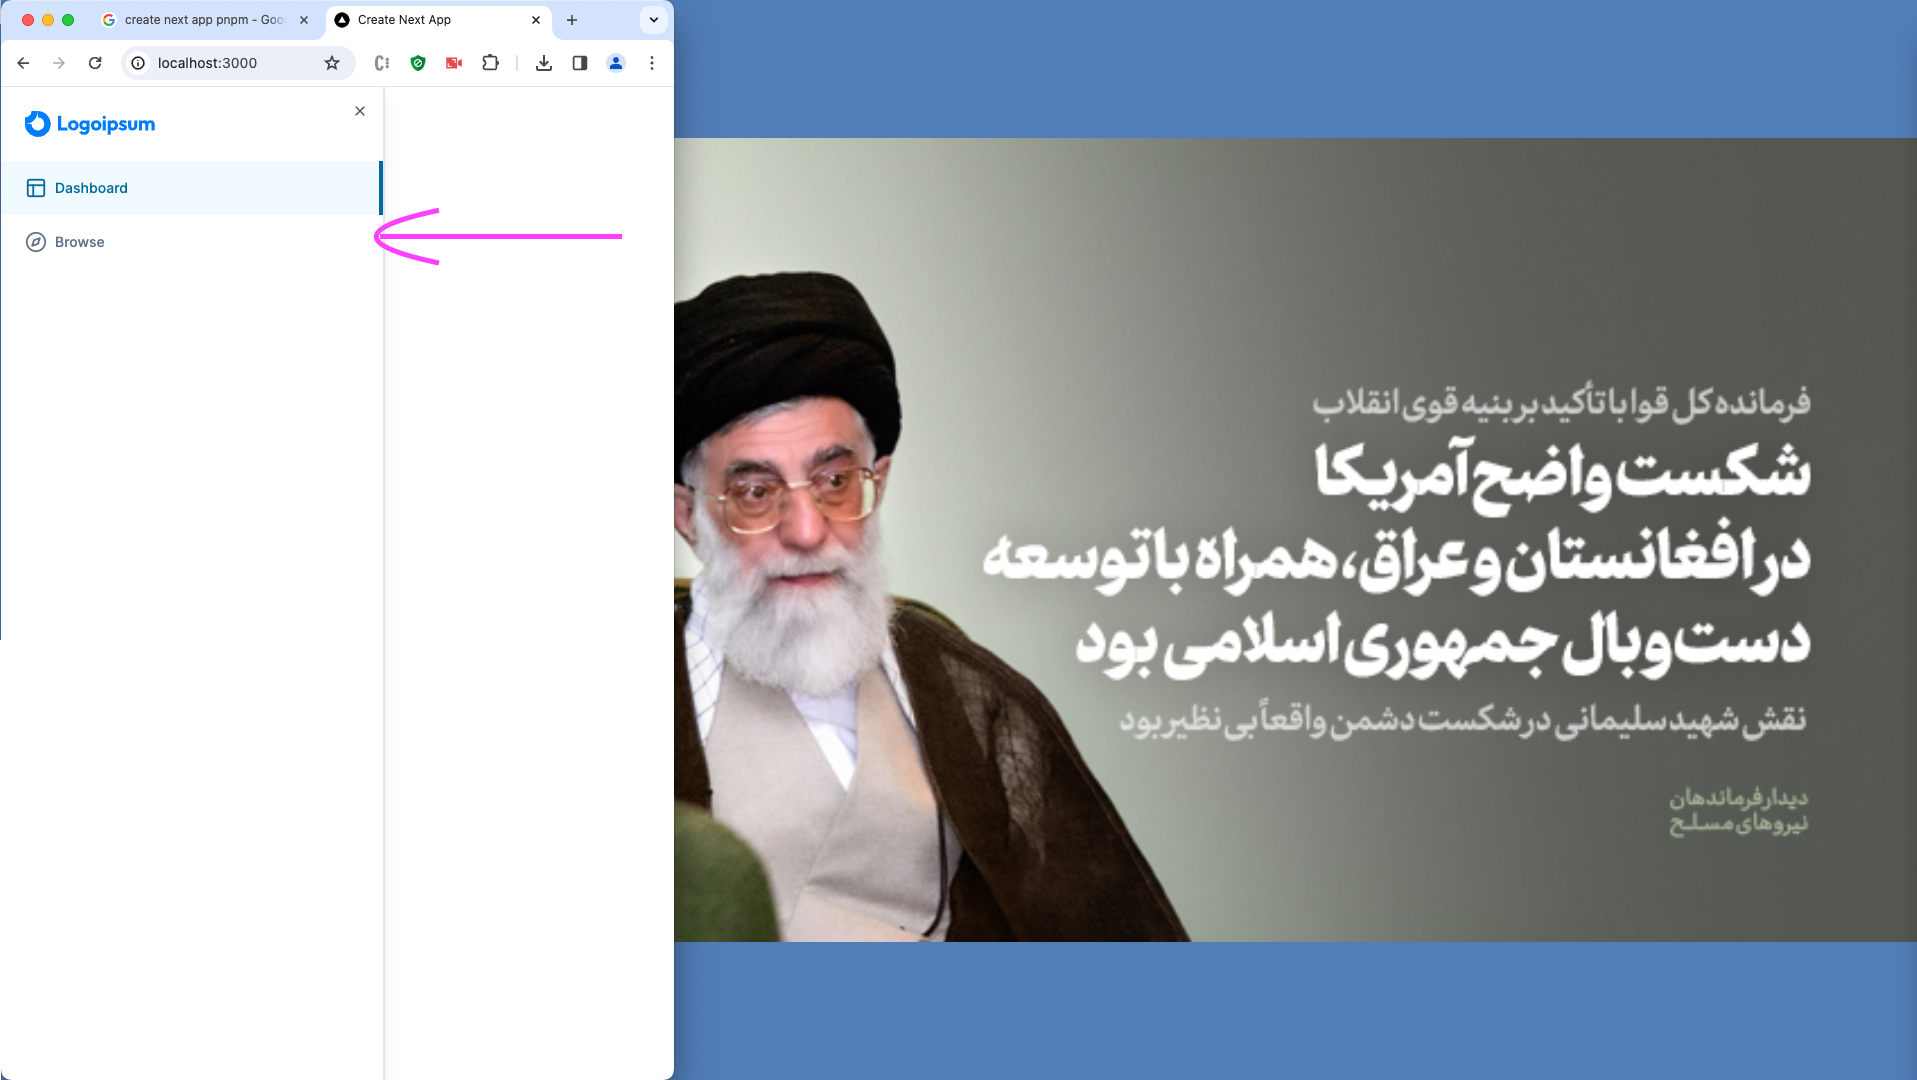 create next app pnpm - Goo
Create Next App
localhost:3000
Logoipsum
Dashboard
Browse
فرمانده کل قوا با تأکید بر بنیه قوی انقلاب
شکست واضح آمریکا
در افغانستان و عراق، همراه با توسعه
دست و بال جمهوری اسلامی بود
نقش شهید سلیمانی در شکست دشمن واقعاً بی نظیر بود
دیدار فرماندهان
نیروهای مسلح